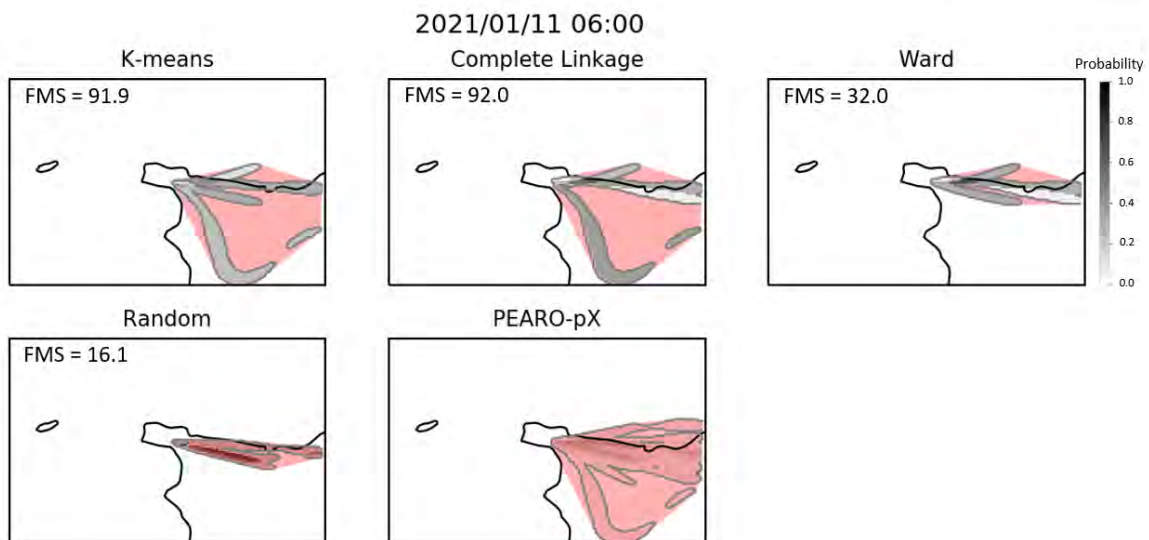 2021/01/11 06:00
K-means
Complete Linkage
Ward
Probability
FMS = 91.9
FMS = 92.0
FMS = 32.0
1.0
0.8
0.6
0.4
0.2
0.0
Random
PEARO-pX
FMS = 16.1